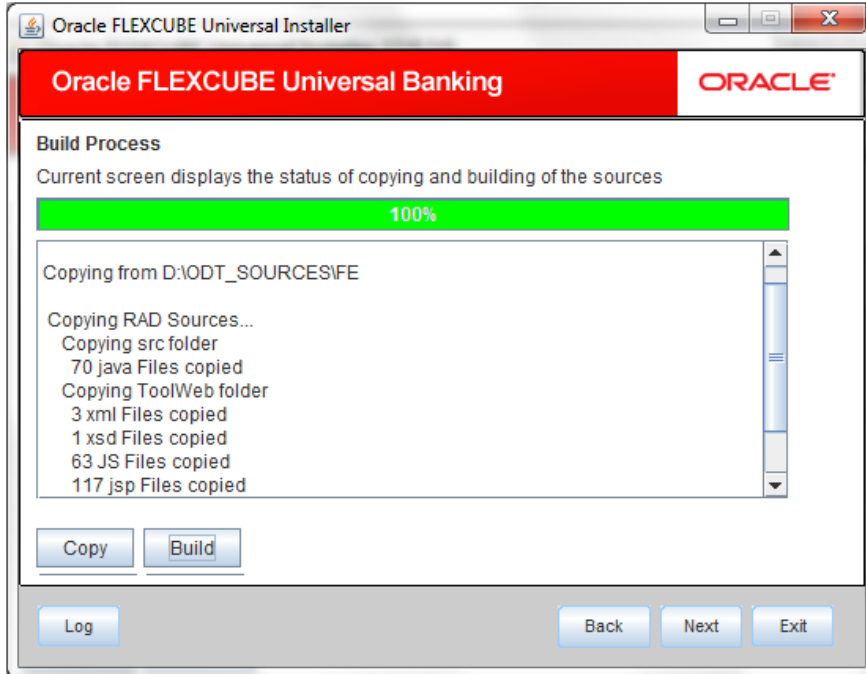 Oracle FLEXCUBE Universal Installer
Oracle FLEXCUBE Universal Banking
ORACLE
Build Process
Current screen displays the status of copying and building of the sources
100%
Copying from D:\ODT_SOURCES\FE
Copying RAD Sources...
Copying src folder
70 java Files copied
Copying ToolWeb folder
3 xml Files copied
1 xsd Files copied
63 JS Files copied
117 jsp Files copied
Copy Build
Log Back Next Exit